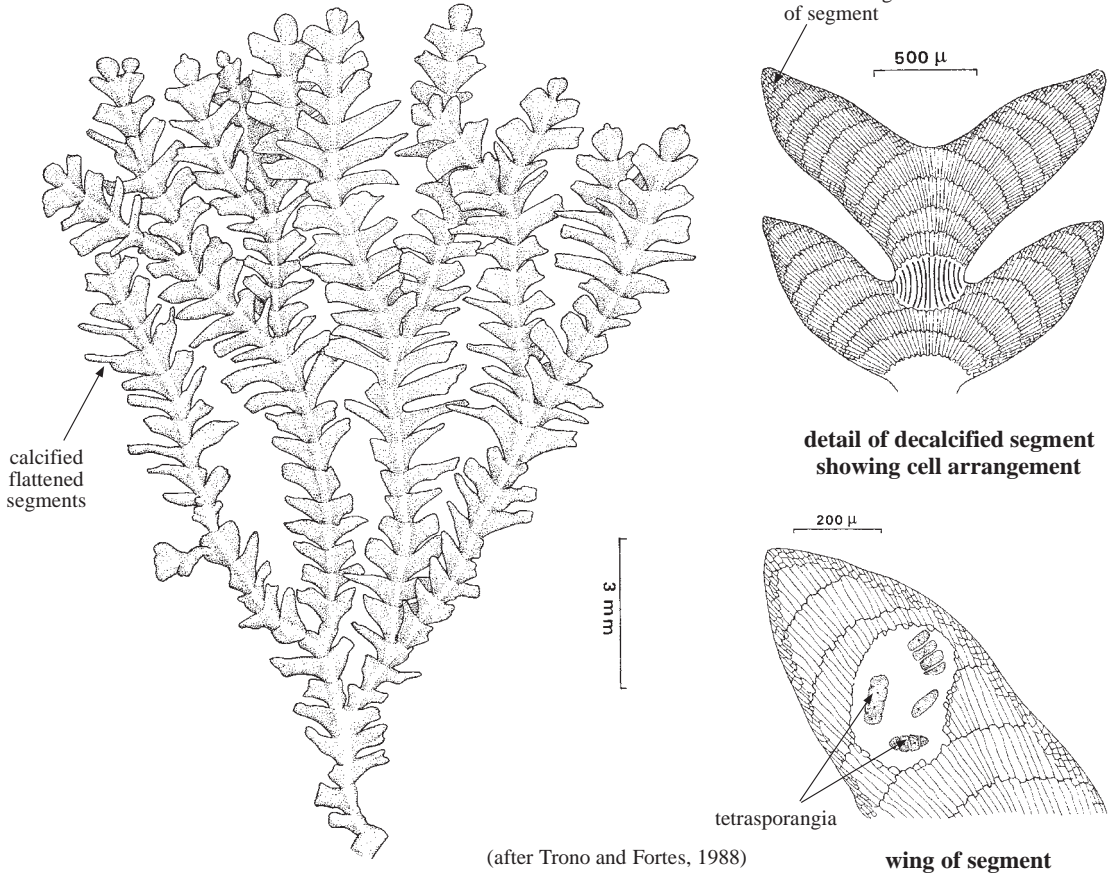 of segment
500 μ
calcified
flattened
segments
detail of decalcified segment
showing cell arrangement
200 μ
3 mm
tetrasporangia
(after Trono and Fortes, 1988)
wing of segment